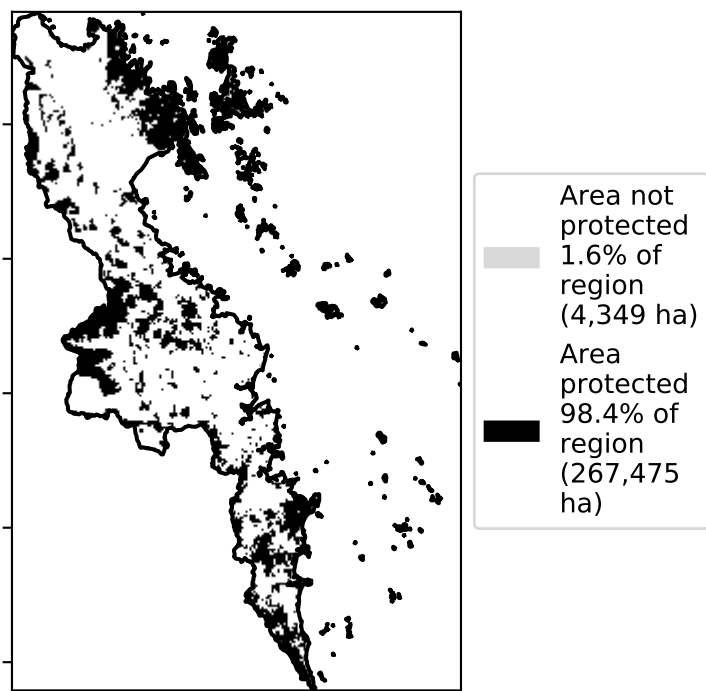 Area not
protected
1.6% of
region
(4,349 ha)
Area
protected
98.4% of
region
(267,475
ha)